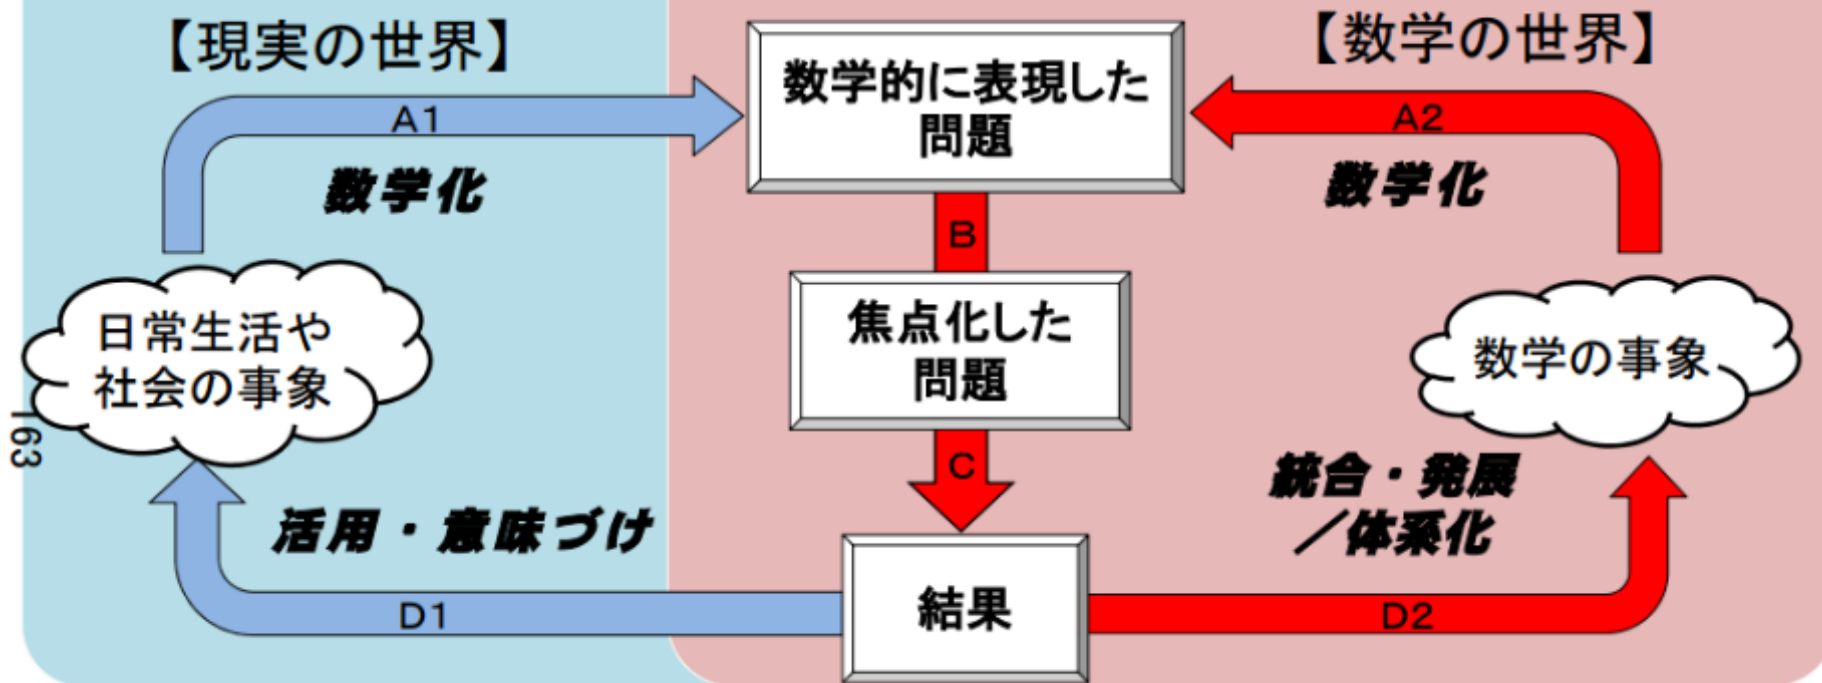 【現実の世界】
【数学の世界】
数学的に表現した
問題
A1
A2
数学化
数学化
B
日常生活や
社会の事象
焦点化した
問題
数学の事象
163
C
活用・意味づけ
統合・発展
／体系化
結果
D1
D2